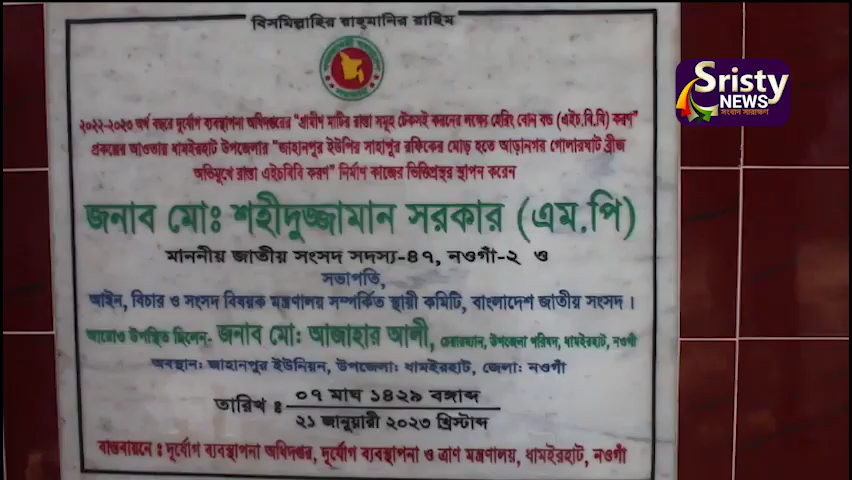 বিসমিল্লাহির রাহ্‌মানির রাহিম
২০২২-২০২৩ অর্থ বছরে দুর্যোগ ব্যবস্থাপনা অধিদপ্তরের "গ্রামীন মাটির রাস্তা সমূহ টেকসই করনের লক্ষ্যে হেরিং বোন বন্ড (এইচ.বি.বি) করণ"
প্রকল্পের আওতায় ধামইরহাট উপজেলার "জাহানপুর ইউপির সাহাপুর রফিকের মোড় হতে আড়ানগর গোলারঘাট ব্রীজ
অভিমূখে রাস্তা এইচবিবি করণ" নির্মাণ কাজের ভিত্তিপ্রস্থর স্থাপন করেন
জনাব মোঃ শহীদুজ্জামান সরকার (এম.পি)
মাননীয় জাতীয় সংসদ সদস্য-৪৭, নওগাঁ-২ ও
সভাপতি,
আইন, বিচার ও সংসদ বিষয়ক মন্ত্রণালয় সম্পর্কিত স্থায়ী কমিটি, বাংলাদেশ জাতীয় সংসদ ।
আরোও উপস্থিত ছিলেন- জনাব মো: আজাহার আলী, চেয়ারম্যান, উপজেলা পরিষদ, ধামইরহাট, নওগাঁ
অবস্থান: জাহানপুর ইউনিয়ন, উপজেলা: ধামইরহাট, জেলা: নওগাঁ
তারিখ ঃ ০৭ মাঘ ১৪২৯ বঙ্গাব্দ
২১ জানুয়ারী ২০২৩ খ্রিস্টাব্দ
বাস্তবায়নে : দুর্যোগ ব্যবস্থাপনা অধিদপ্তর, দুর্যোগ ব্যবস্থাপনা ও ত্রাণ মন্ত্রণালয়, ধামইরহাট, নওগাঁ
Sristy
NEWS
সংবাদ সারাক্ষণ